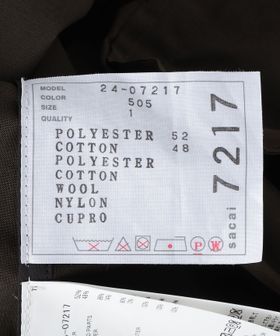 MODEL 24-07217
COLOR 505
SIZE 1
QUALITY
POLYESTER 52
COTTON 48
POLYESTER
COTTON
WOOL
NYLON
CUPRO
P W
sacai 7217
-07217